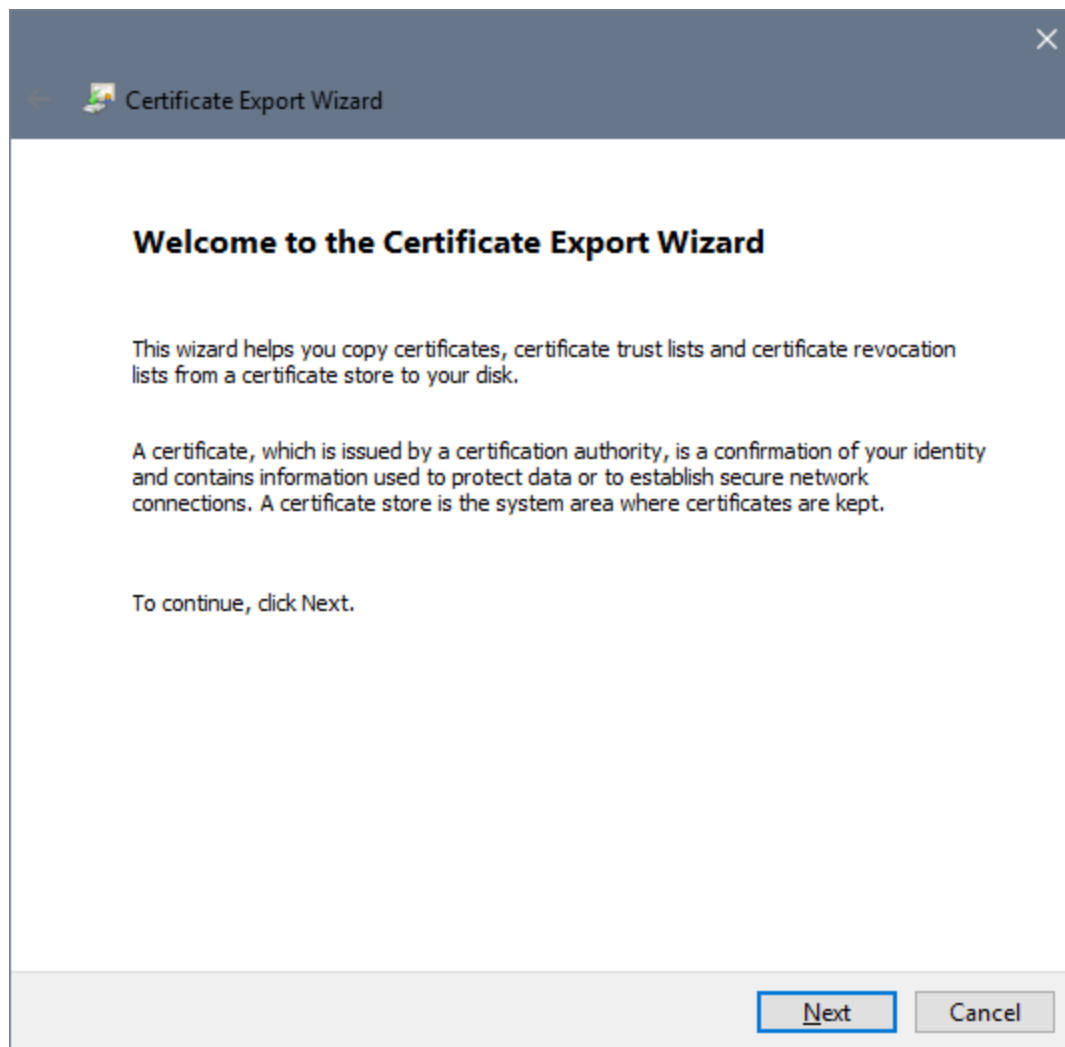 Certificate Export Wizard
Welcome to the Certificate Export Wizard
This wizard helps you copy certificates, certificate trust lists and certificate revocation
lists from a certificate store to your disk.
A certificate, which is issued by a certification authority, is a confirmation of your identity
and contains information used to protect data or to establish secure network
connections. A certificate store is the system area where certificates are kept.
To continue, click Next.
Next
Cancel